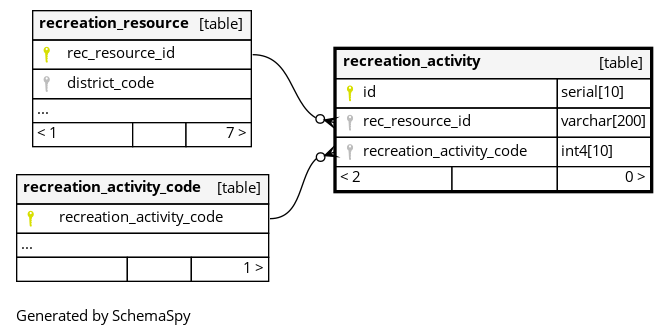 recreation_resource [table]
rec_resource_id
district_code
...
< 1 7 >
recreation_activity [table]
id serial[10]
rec_resource_id varchar[200]
recreation_activity_code int4[10]
< 2 0 >
recreation_activity_code [table]
recreation_activity_code
...
1 >
Generated by SchemaSpy